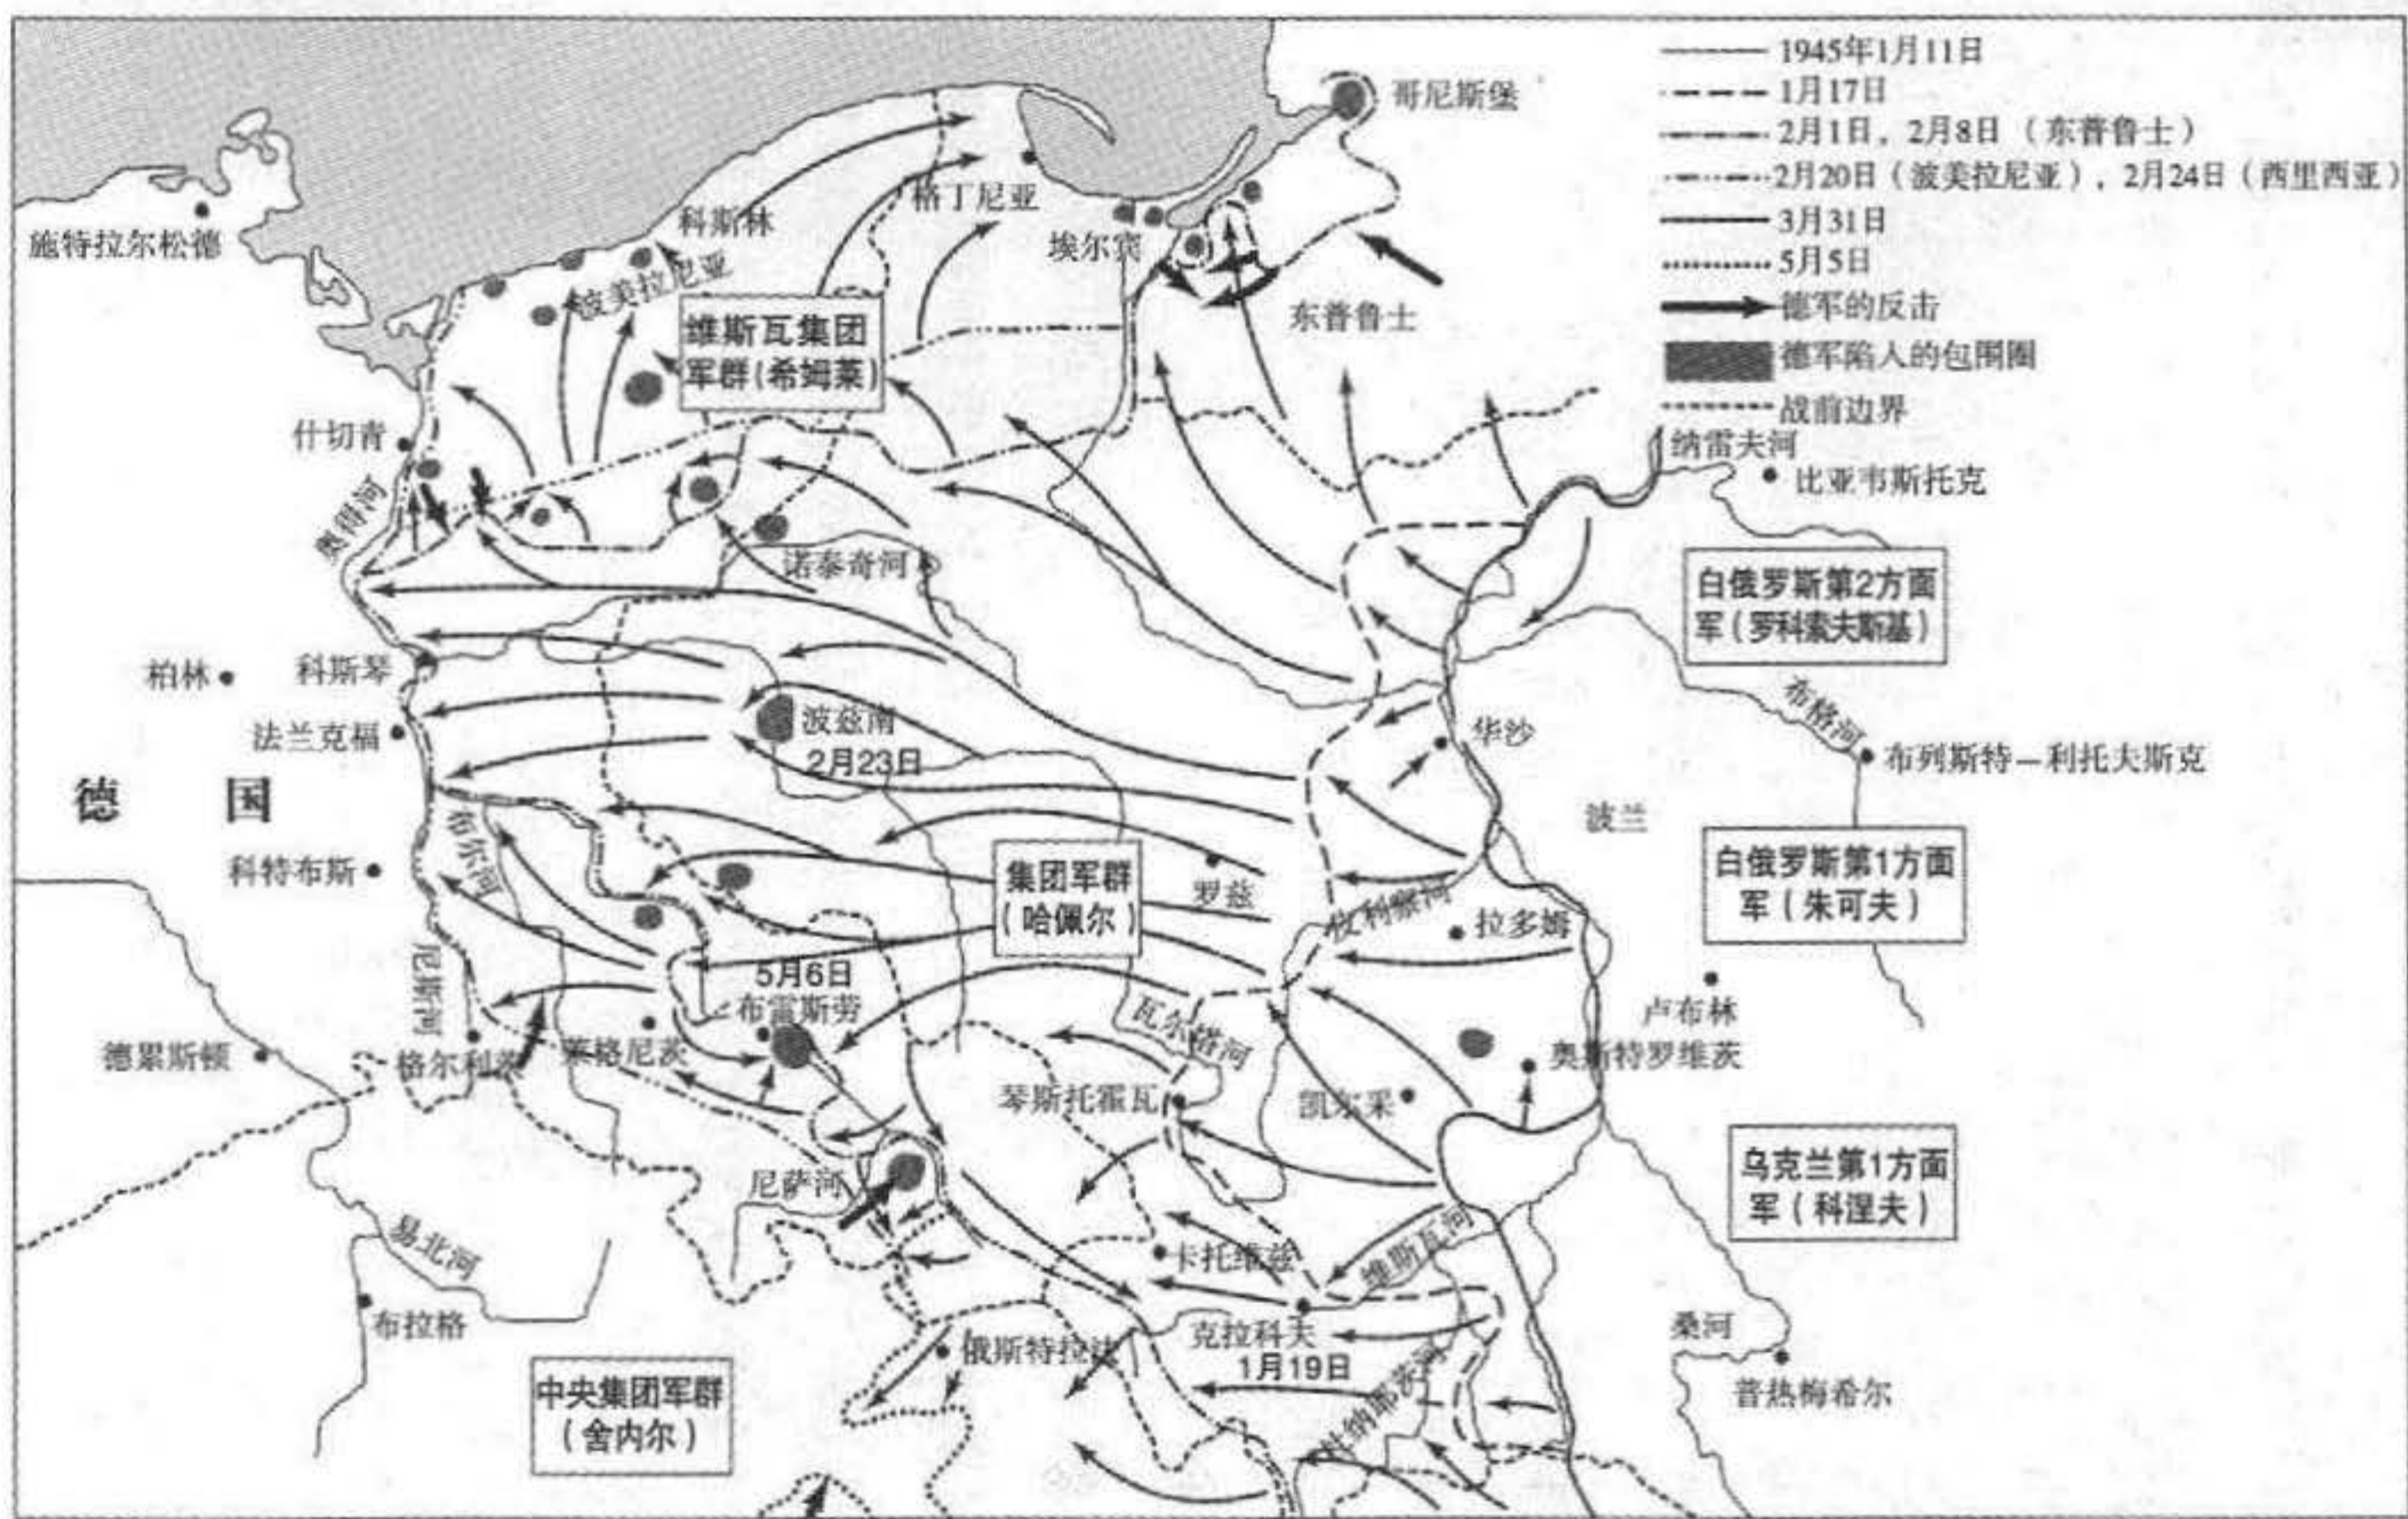 1945年1月11日
1月17日
2月1日，2月8日（东普鲁士）
2月20日（波美拉尼亚），2月24日（西里西亚）
3月31日
5月5日
德军的反击
德军陷入的包围圈
战前边界
哥尼斯堡
格丁尼亚
科斯林
施特拉尔松德
埃尔宾
波美拉尼亚
维斯瓦集团
军群（希姆莱）
东普鲁士
什切青
纳雷夫河
比亚韦斯托克
奥得河
诺泰奇河
白俄罗斯第2方面
军（罗科索夫斯基）
柏林
科斯琴
布格河
波兹南
2月23日
法兰克福
华沙
布列斯特－利托夫斯克
德 国
波兰
科特布斯
集团军群
（哈佩尔）
罗兹
白俄罗斯第1方面
军（朱可夫）
拉多姆
尼斯河
5月6日
布雷斯劳
卢布林
瓦尔塔河
德累斯顿
格尔利茨
莱格尼茨
奥斯特罗维茨
琴斯托霍瓦
凯尔采
乌克兰第1方面
军（科涅夫）
尼萨河
易北河
卡托维兹
维斯瓦河
布拉格
克拉科夫
1月19日
桑河
俄斯特拉法
普热梅希尔
中央集团军群
（舍内尔）